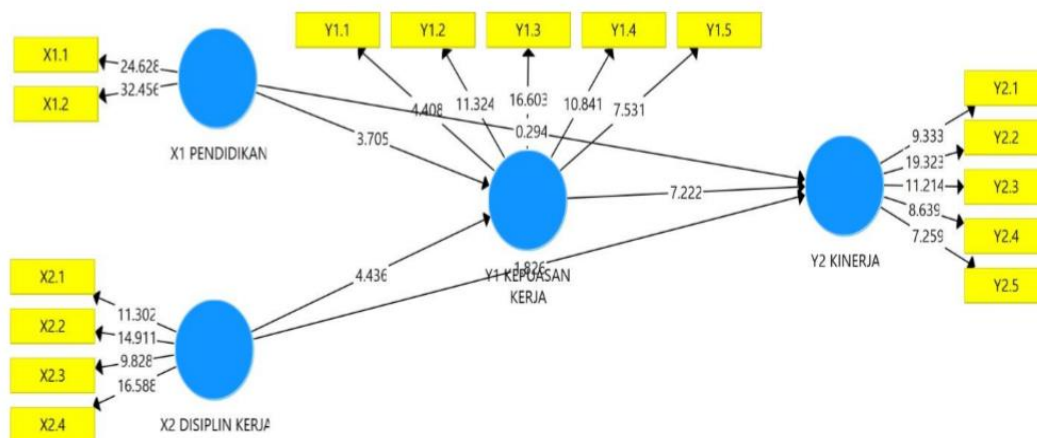 Y1.1
Y1.2
Y1.3
Y1.4
Y1.5
X1.1
X1.2
24.628
32.456
X1 PENDIDIKAN
4.408
11.324
16.603
10.841
7.531
0.294
3.705
7.222
4.436
1.826
Y1 KEPUASAN
KERJA
Y2.1
Y2.2
Y2.3
Y2.4
Y2.5
9.333
19.323
11.214
8.639
7.259
Y2 KINERJA
X2.1
X2.2
X2.3
X2.4
11.302
14.911
9.828
16.588
X2 DISIPLIN KERJA